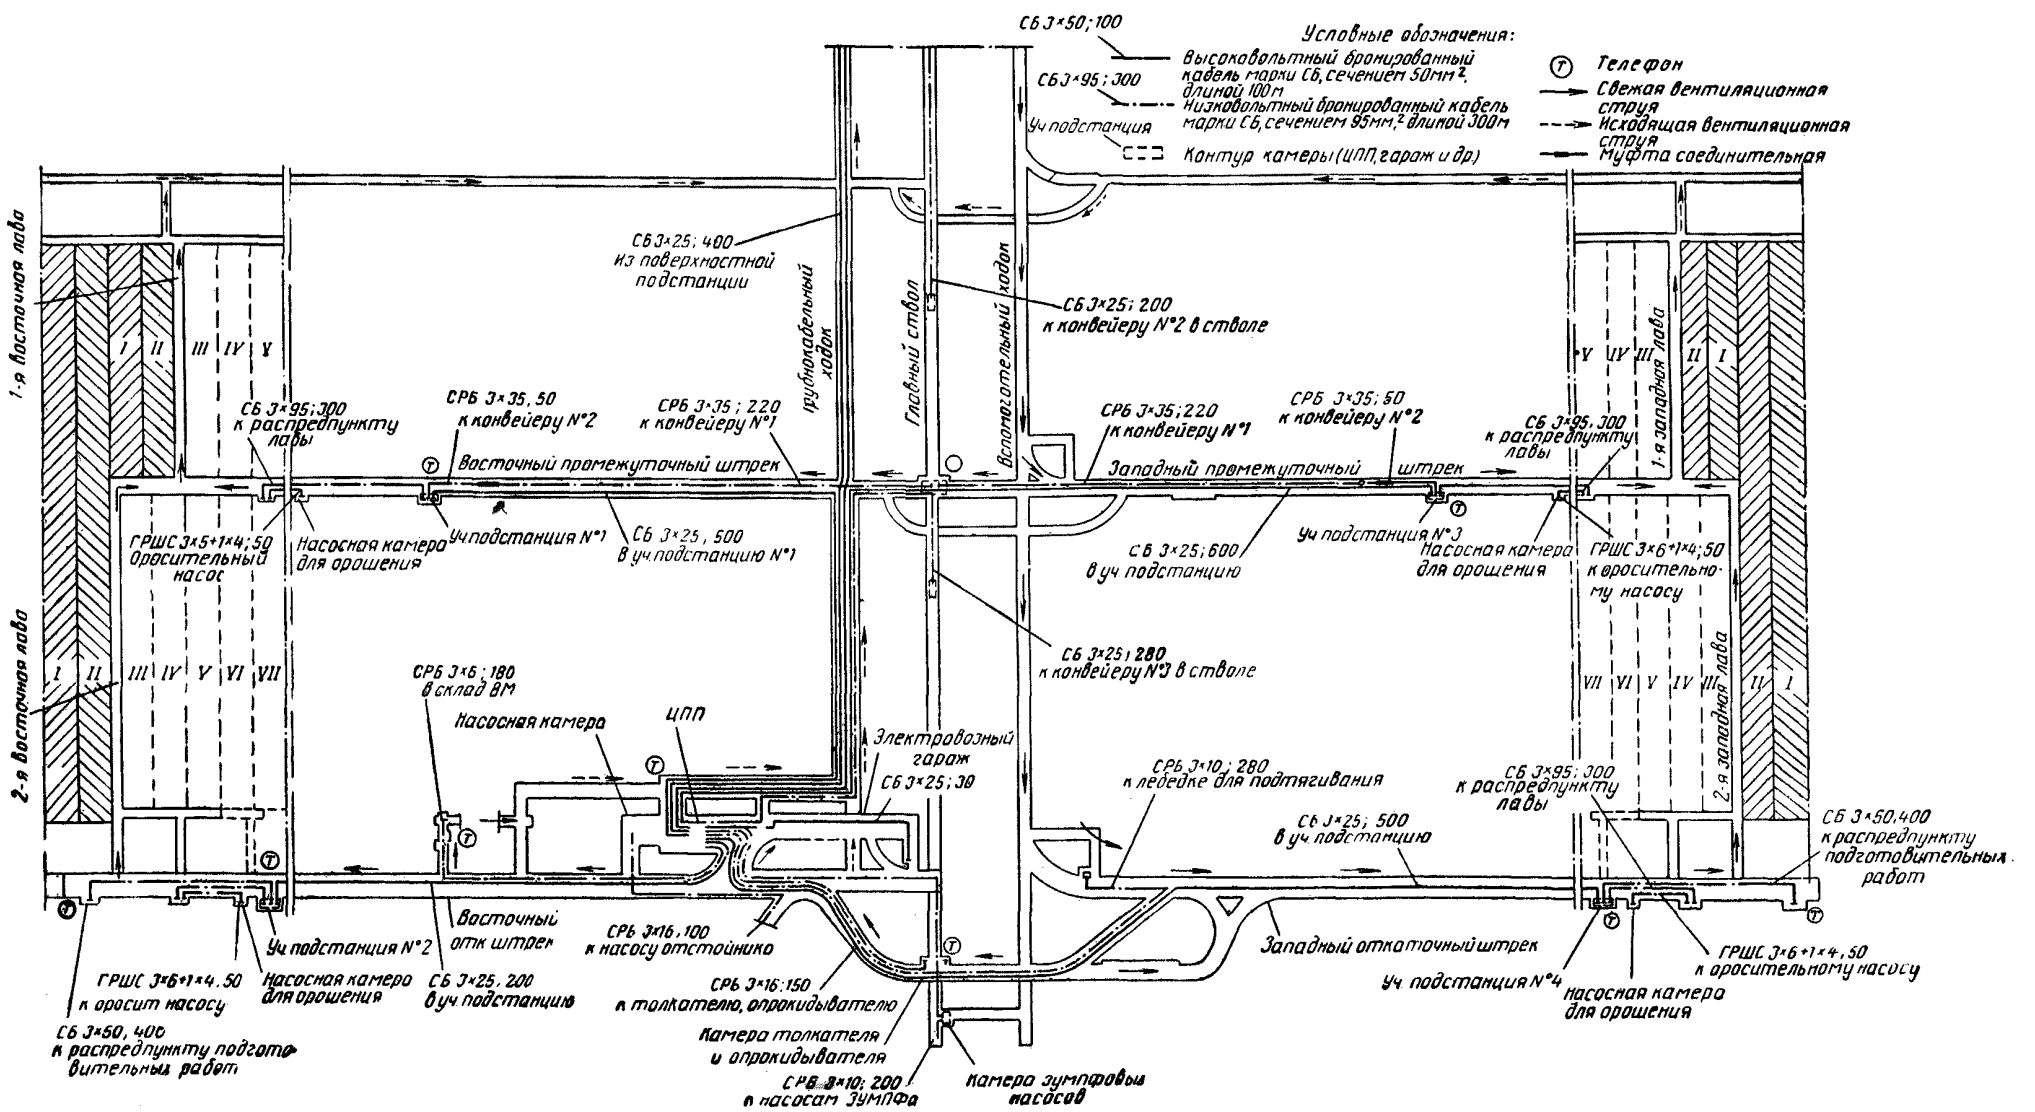 СБ 3×50; 100
СБ 3×95; 300
Уч подстанция
Условные обозначения:
Высоковольтный бронированный
кабель марки СБ, сечением 50мм²,
длиной 100м
Низковольтный бронированный кабель
марки СБ, сечением 95мм,² длиной 300м
Контур камеры (ЦПП, гараж и др.)
Т Телефон
Свежая вентиляционная
струя
Исходящая вентиляционная
струя
Муфта соединительная
1-я восточная лава
I II III IV V
СБ 3×25; 400
из поверхностной
подстанции
Трубнокабельный
ходок
Главный ствол
Вспомогательный ходок
СБ 3×25; 200
к конвейеру №2 в стволе
V IV III II I
1-я западная лава
СБ 3×95; 300
к распредпункту
лавы
СРБ 3×35, 50
к конвейеру №2
СРБ 3×35; 220
к конвейеру №1
СРБ 3×35; 220
к конвейеру №1
СРБ 3×35; 50
к конвейеру №2
СБ 3×95, 300
к распредпункту
лавы
Т
Восточный промежуточный штрек
Западный промежуточный штрек
Т
ГРШС 3×5+1×4; 50
Оросительный
насос
Насосная камера
для орошения
Уч подстанция №1
СБ 3×25, 500
в уч. подстанцию №1
СБ 3×25; 600
в уч. подстанцию
Уч подстанция №3
Насосная камера
для орошения
ГРШС 3×6+1×4; 50
к оросительно-
му насосу
2-я восточная лава
I II III IV V VI VII
СБ 3×25; 280
к конвейеру №3 в стволе
VII VI V IV III II I
2-я западная лава
СРБ 3×6; 180
в склад ВМ
Насосная камера
ЦПП
Электровозный
гараж
СБ 3×25; 30
СРБ 3×10; 280
к лебедке для подтягивания
СБ 3×95; 300
к распредпункту
лавы
СБ 3×25; 500
в уч. подстанцию
СБ 3×50, 400
к распредпункту
подготовительных
работ
Т
Т
Т
Т
Т
Т
Т
Уч подстанция №2
Восточный
отк штрек
СРБ 3×16, 100
к насосу отстойника
Западный откаточный штрек
ГРШС 3×6+1×4, 50
к оросит насосу
Насосная камера
для орошения
СБ 3×25, 200
в уч. подстанцию
СРБ 3×16; 150
к толкателю, опрокидывателю
Уч. подстанция №4
Насосная камера
для орошения
ГРШС 3×6+1×4, 50
к оросительному насосу
СБ 3×50, 400
к распредпункту подгото
вительных работ
Камера толкателя
и опрокидывателя
СРБ 3×10; 200
к насосам зумпфа
Камера зумпфовых
насосов